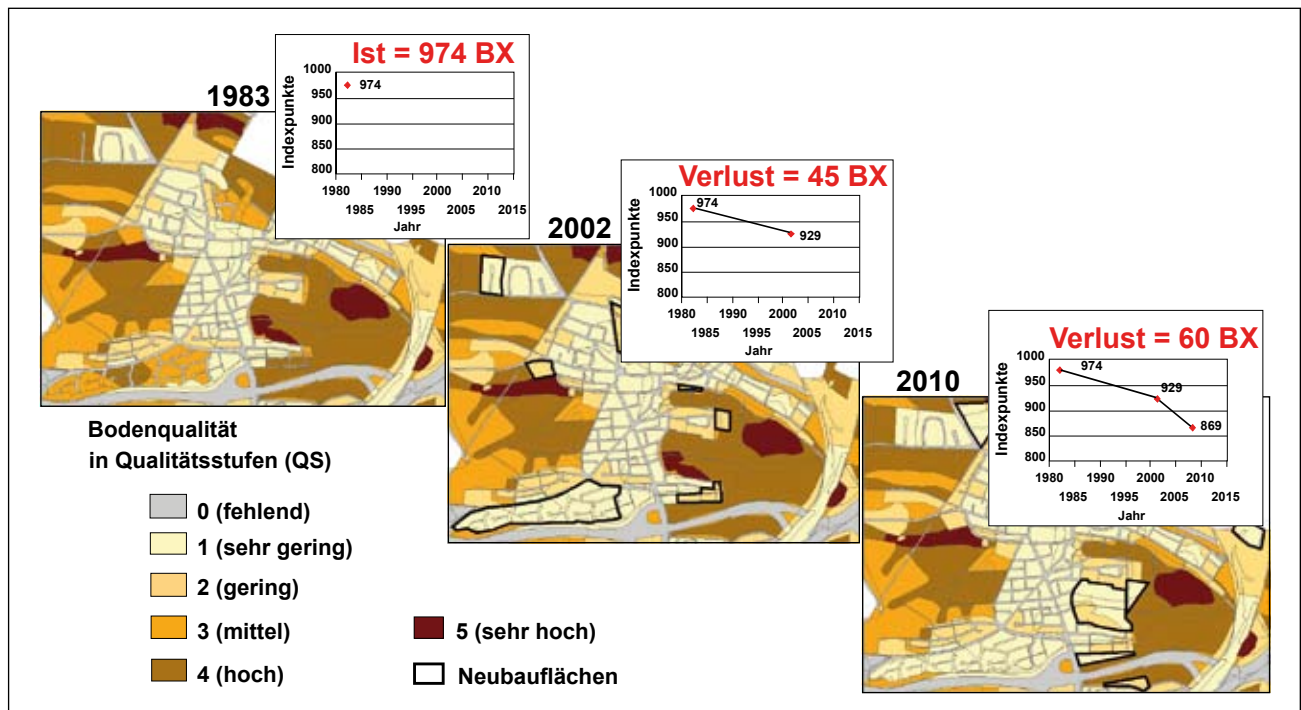 1983
Ist = 974 BX
Indexpunkte
1000
950
900
850
800
974
1980 1990 2000 2010
1985 1995 2005 2015
Jahr
2002
Verlust = 45 BX
Indexpunkte
1000
950
900
850
800
974
929
1980 1990 2000 2010
1985 1995 2005 2015
Jahr
2010
Verlust = 60 BX
Indexpunkte
1000
950
900
850
800
974
929
869
1980 1990 2000 2010
1985 1995 2005 2015
Jahr
Bodenqualität
in Qualitätsstufen (QS)
0 (fehlend)
1 (sehr gering)
2 (gering)
3 (mittel)
4 (hoch)
5 (sehr hoch)
Neubauflächen